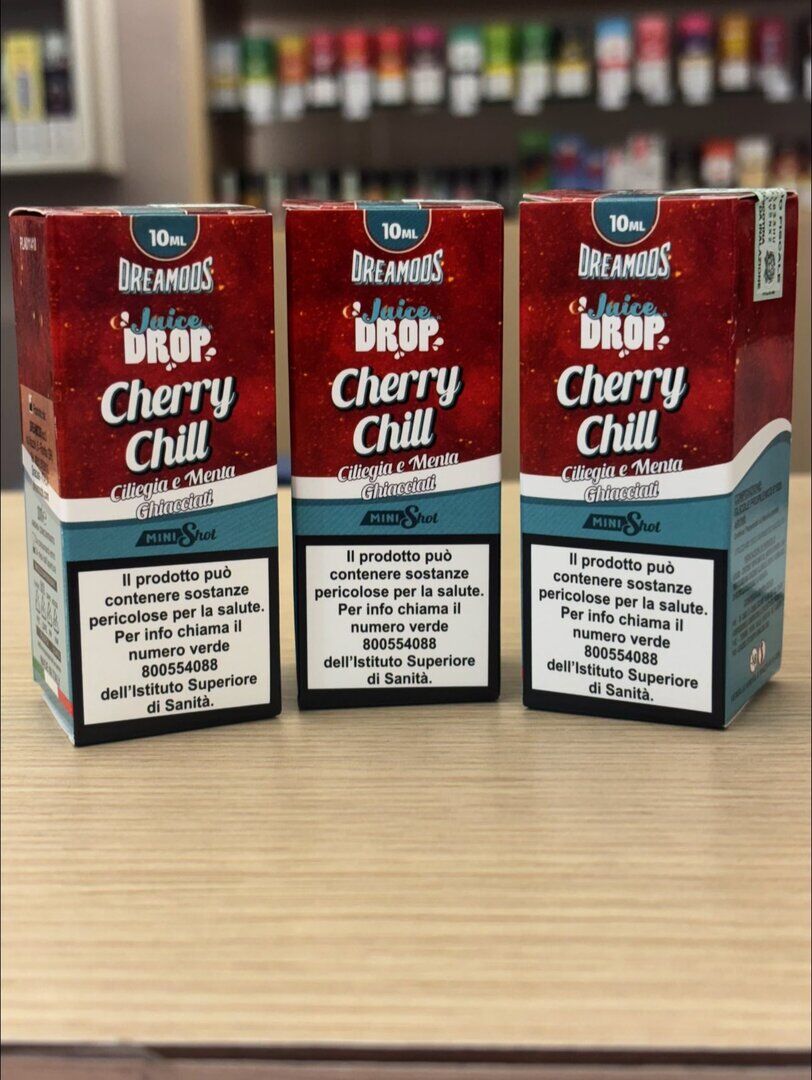 10ML
DREAMODS
Juice
DROP
Cherry
Chill
Ciliegia e Menta
Ghiacciati
MINI Shot
Il prodotto può
contenere sostanze
pericolose per la salute.
Per info chiama il
numero verde
800554088
dell'Istituto Superiore
di Sanità.
10ML
DREAMODS
Juice
DROP
Cherry
Chill
Ciliegia e Menta
Ghiacciati
MINI Shot
Il prodotto può
contenere sostanze
pericolose per la salute.
Per info chiama il
numero verde
800554088
dell'Istituto Superiore
di Sanità.
10ML
DREAMODS
Juice
DROP
Cherry
Chill
Ciliegia e Menta
Ghiacciati
MINI Shot
Il prodotto può
contenere sostanze
pericolose per la salute.
Per info chiama il
numero verde
800554088
dell'Istituto Superiore
di Sanità.